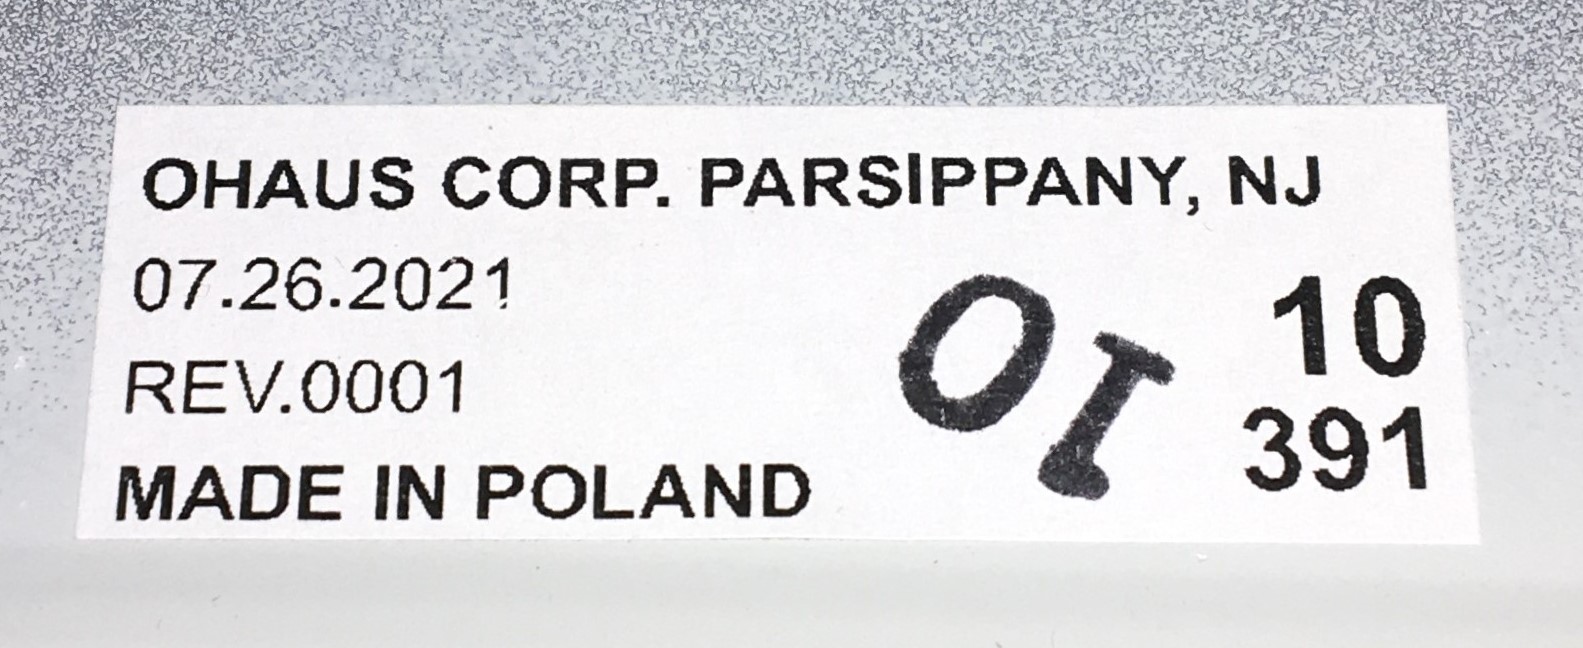 OHAUS CORP. PARSIPPANY, NJ
07.26.2021
REV.0001
MADE IN POLAND
OI
10
391